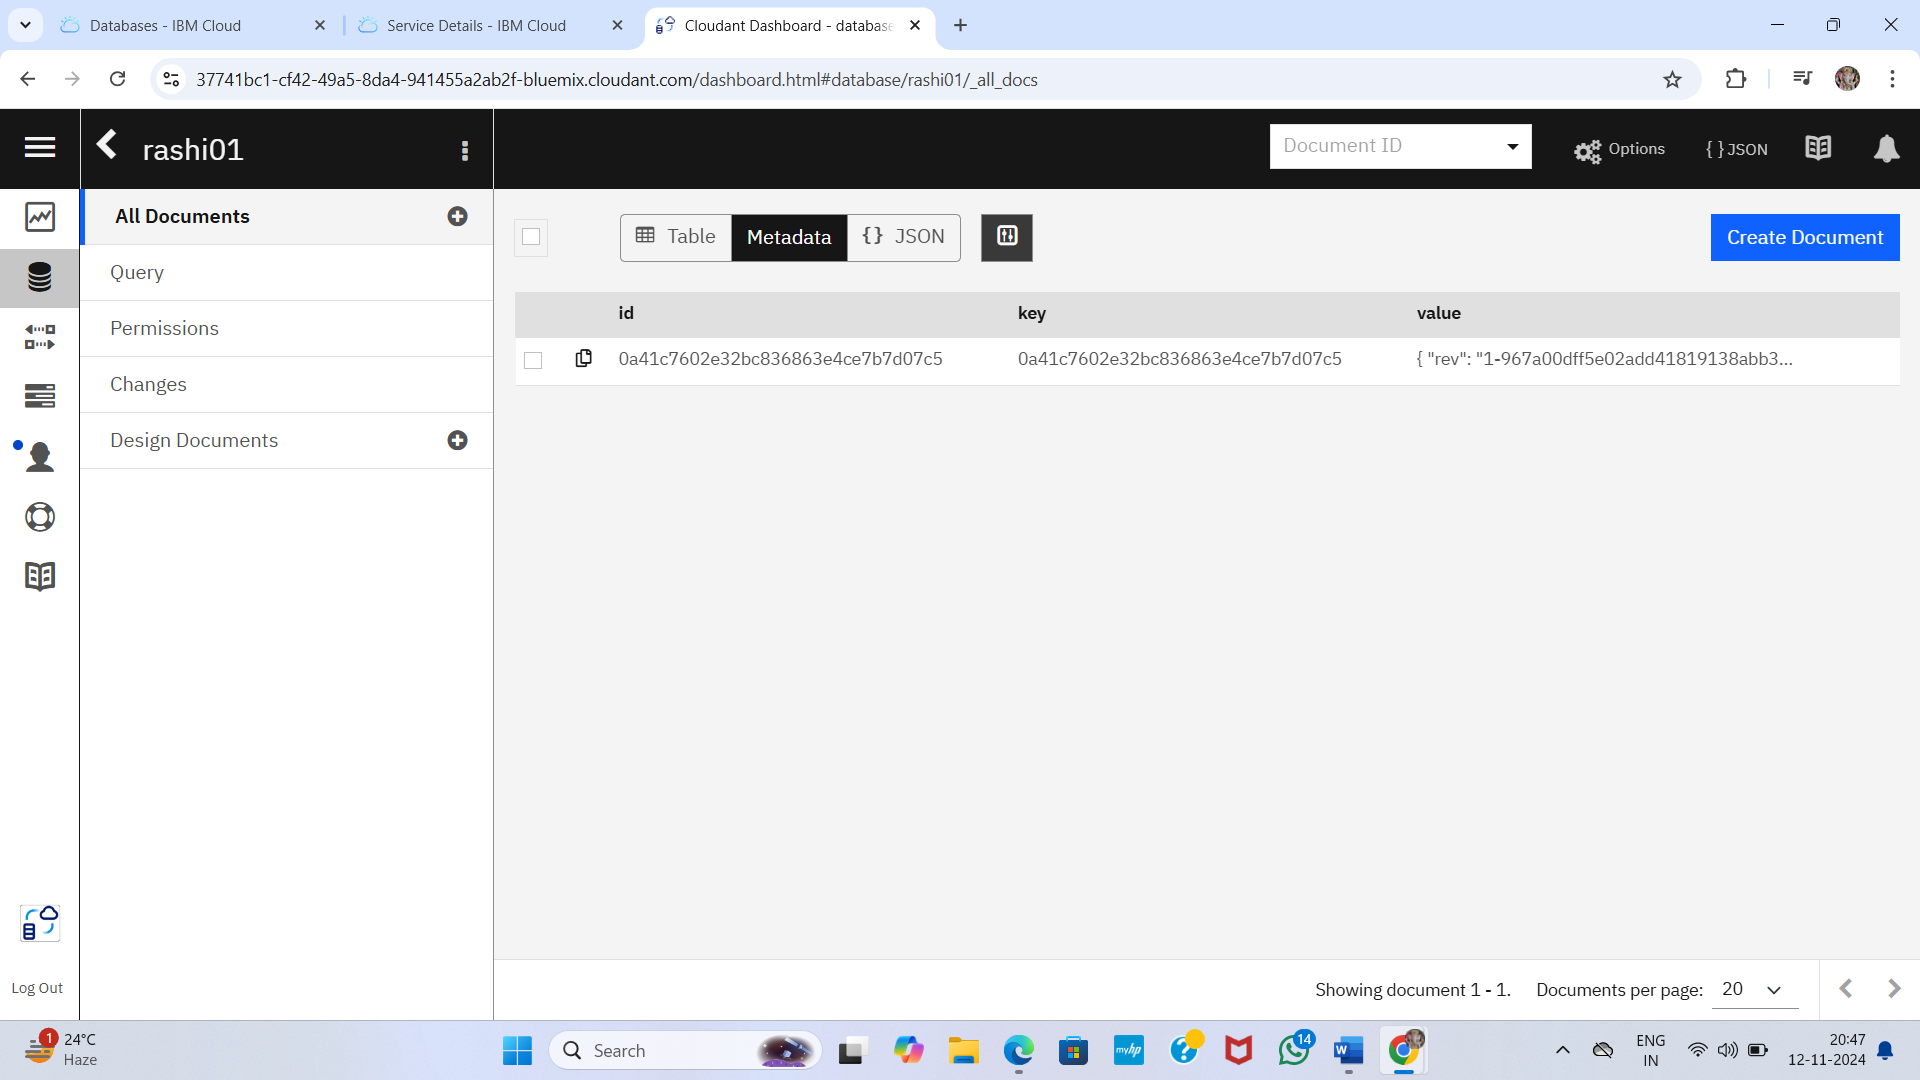 Databases - IBM Cloud
Service Details - IBM Cloud
Cloudant Dashboard - database
37741bc1-cf42-49a5-8da4-941455a2ab2f-bluemix.cloudant.com/dashboard.html#database/rashi01/_all_docs
rashi01
Document ID
Options
{ } JSON
All Documents
Query
Permissions
Changes
Design Documents
Table
Metadata
{} JSON
Create Document
id key value
0a41c7602e32bc836863e4ce7b7d07c5 0a41c7602e32bc836863e4ce7b7d07c5 { "rev": "1-967a00dff5e02add41819138abb3...
Log Out
Showing document 1 - 1. Documents per page: 20
1
24°C
Haze
Search
myhp
14
W
ENG
IN
20:47
12-11-2024